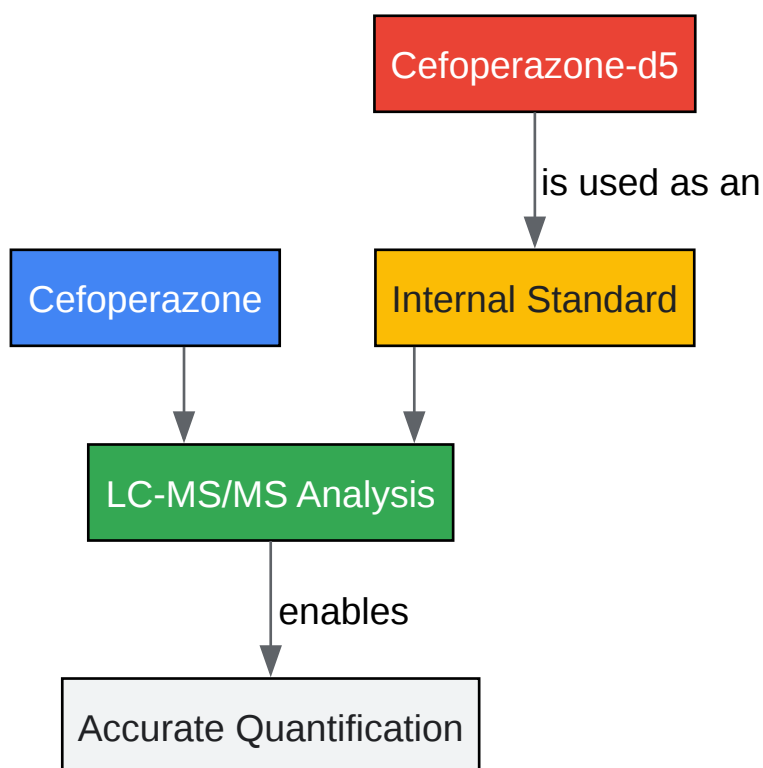 Cefoperazone-d5
is used as an
Cefoperazone
Internal Standard
LC-MS/MS Analysis
enables
Accurate Quantification